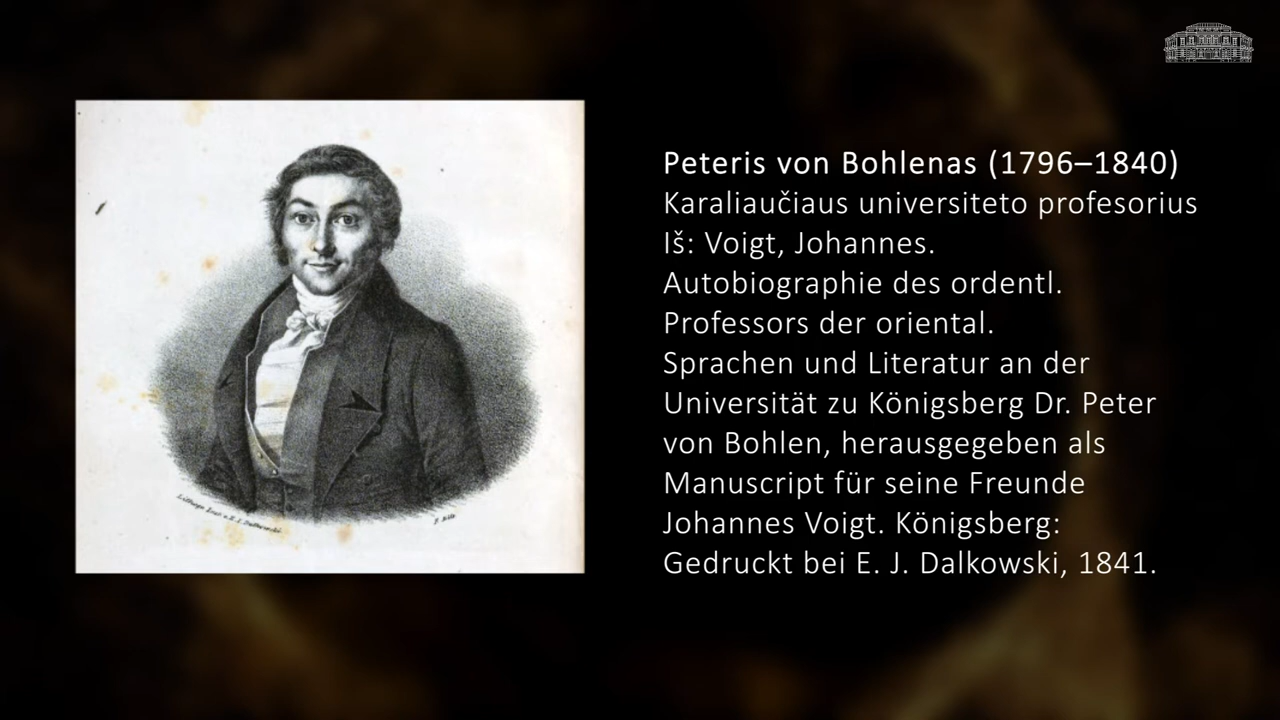 Peteris von Bohlenas (1796–1840)
Karaliaučiaus universiteto profesorius
Iš: Voigt, Johannes.
Autobiographie des ordentl.
Professors der oriental.
Sprachen und Literatur an der
Universität zu Königsberg Dr. Peter
von Bohlen, herausgegeben als
Manuscript für seine Freunde
Johannes Voigt. Königsberg:
Gedruckt bei E. J. Dalkowski, 1841.